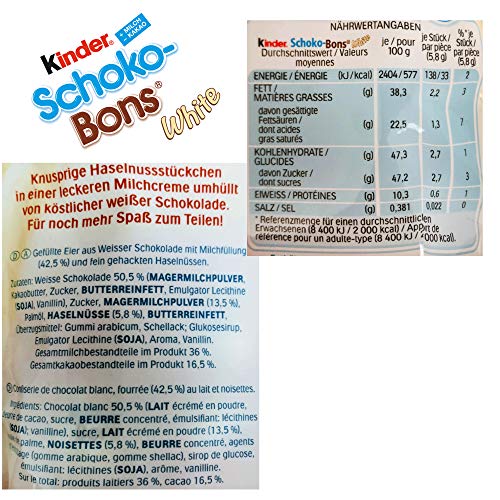 Kinder
+ MILCH
- KAKAO
Schoko-
Bons
White
NÄHRWERTANGABEN
Kinder Schoko-Bons White
Durchschnittswert / Valeurs
moyennes
je / pour
100 g
je Stück /
par pièce
(5,8 g)
%* je
Stück /
par pièce
(5,8 g)
ENERGIE / ÉNERGIE (kJ / kcal) 2404 / 577 138 / 33 2
FETT /
MATIÈRES GRASSES (g) 38,3 2,2 3
davon gesättigte
Fettsäuren /
dont acides
gras saturés (g) 22,5 1,3 7
KOHLENHYDRATE /
GLUCIDES (g) 47,3 2,7 1
davon Zucker /
dont sucres (g) 47,2 2,7 3
EIWEISS / PROTÉINES (g) 10,3 0,6 1
SALZ / SEL (g) 0,381 0,022 0
* Referenzmenge für einen durchschnittlichen
Erwachsenen (8 400 kJ / 2 000 kcal) / Apport de
référence pour un adulte-type (8 400 kJ / 2 000 kcal).
Knusprige Haselnussstückchen
in einer leckeren Milchcreme umhüllt
von köstlicher weißer Schokolade.
Für noch mehr Spaß zum Teilen!
D A Gefüllte Eier aus Weisser Schokolade mit Milchfüllung
(42,5 %) und fein gehackten Haselnüssen.
Zutaten: Weisse Schokolade 50,5 % (MAGERMILCHPULVER,
Kakaobutter, Zucker, BUTTERREINFETT, Emulgator Lecithine
(SOJA), Vanillin), Zucker, MAGERMILCHPULVER (13,5 %),
Palmöl, HASELNÜSSE (5,8 %), BUTTERREINFETT,
Überzugsmittel: Gummi arabicum, Schellack; Glukosesirup,
Emulgator Lecithine (SOJA), Aroma, Vanillin.
Gesamtmilchbestandteile im Produkt 36 %.
Gesamtkakaobestandteile im Produkt 16,5 %.
Confiserie de chocolat blanc, fourrée (42,5 %) au lait et noisettes.
Ingrédients: Chocolat blanc 50,5 % (LAIT écrémé en poudre,
beurre de cacao, sucre, BEURRE concentré, émulsifiant: lécithines
(SOJA); vanilline), sucre, LAIT écrémé en poudre (13,5 %),
de palme, NOISETTES (5,8 %), BEURRE concentré, agents
(gomme arabique, gomme shellac), sirop de glucose,
émulsifiant: lécithines (SOJA), arôme, vanilline.
Sur le total: produits laitiers 36 %, cacao 16,5 %.